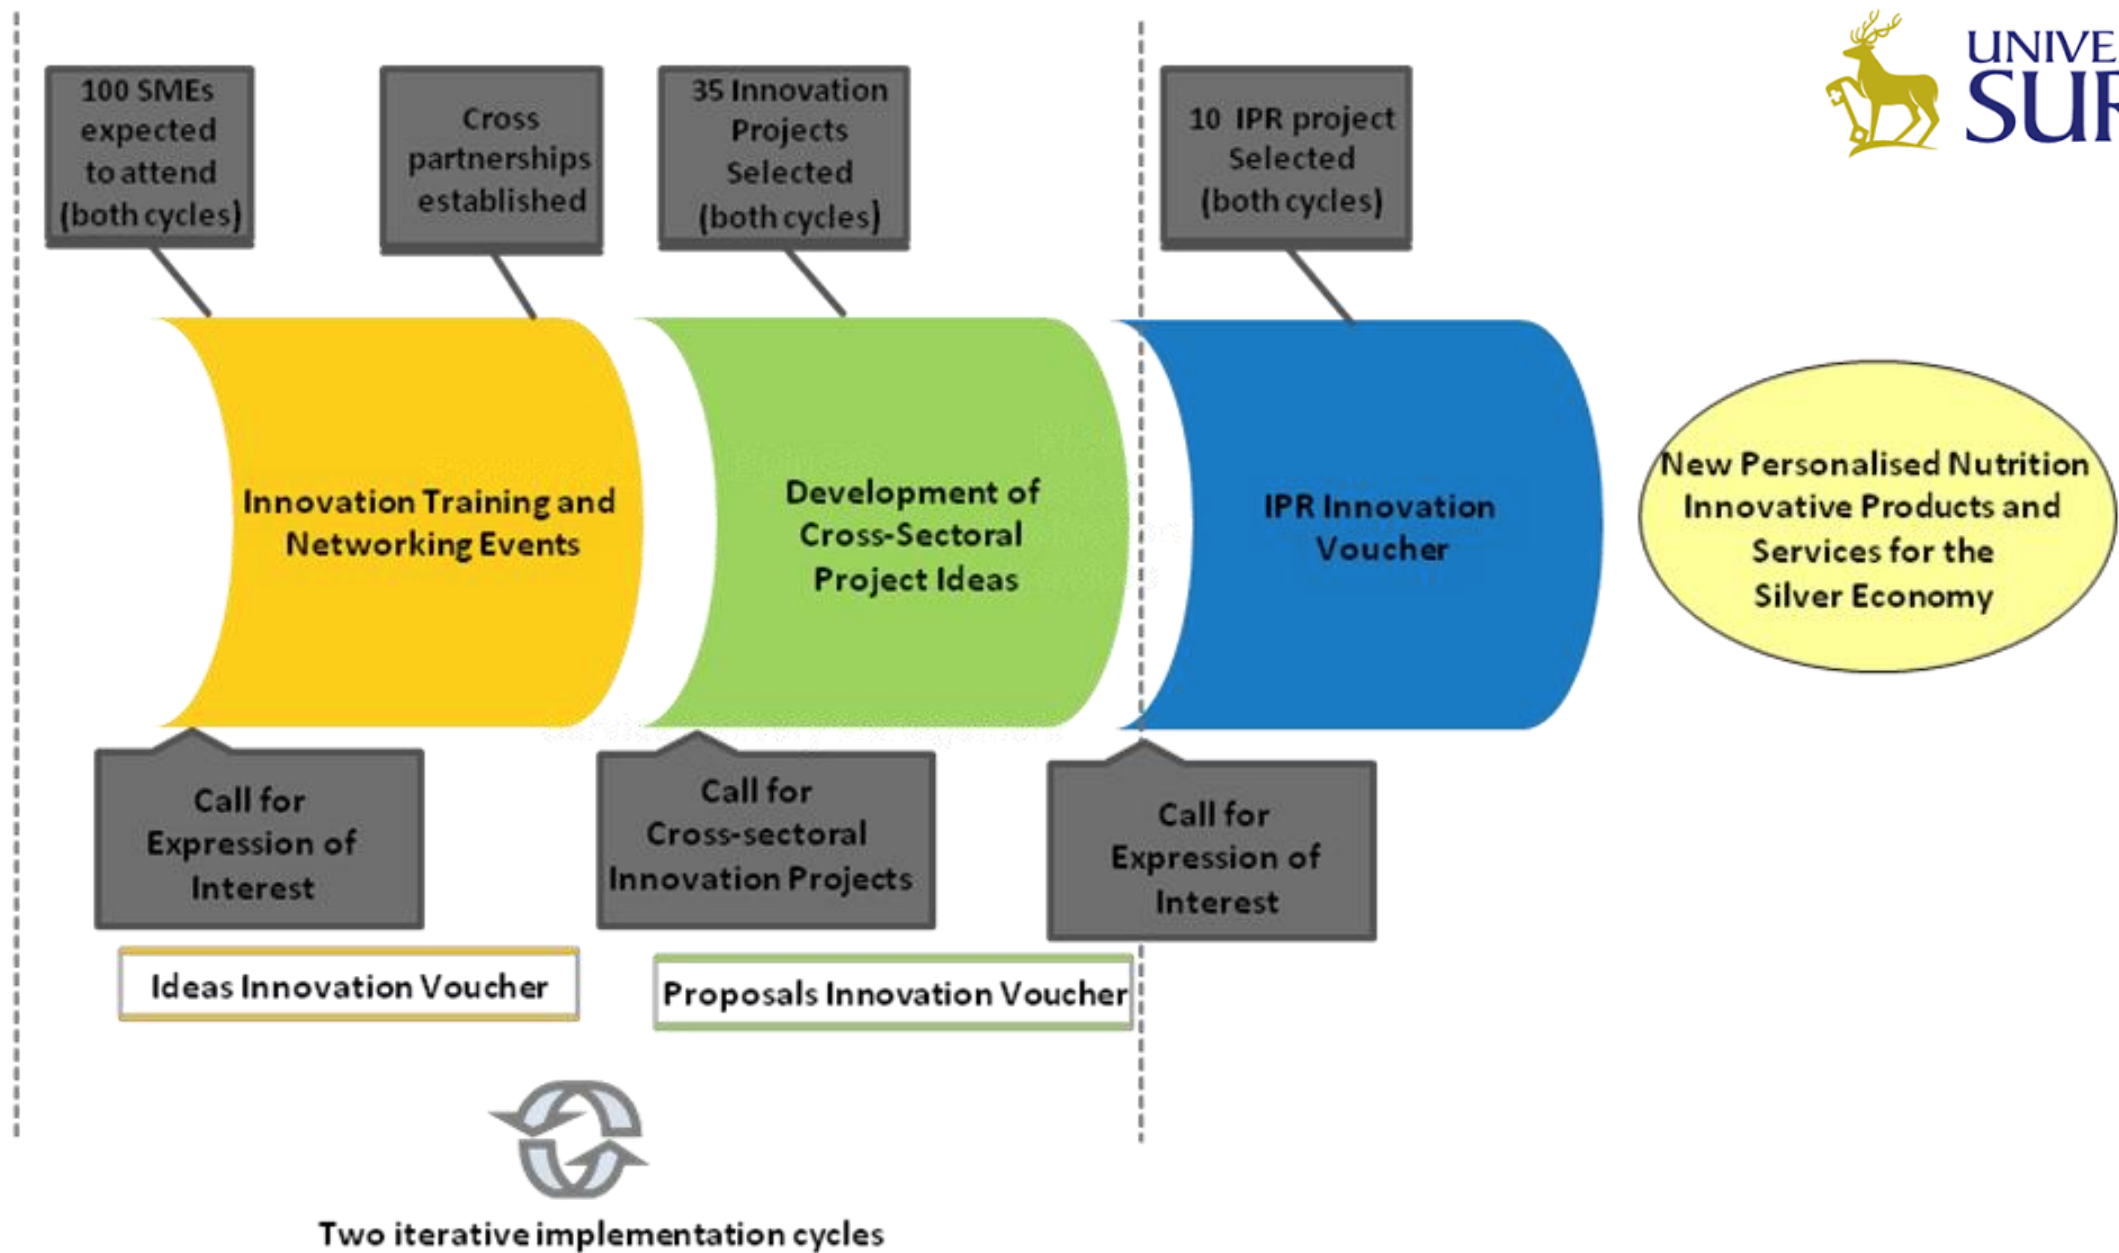 100 SMEs
expected
to attend
(both cycles)
Cross
partnerships
established
35 Innovation
Projects
Selected
(both cycles)
10 IPR project
Selected
(both cycles)
Innovation Training and
Networking Events
Development of
Cross-Sectoral
Project Ideas
IPR Innovation
Voucher
New Personalised Nutrition
Innovative Products and
Services for the
Silver Economy
Call for
Expression of
Interest
Call for
Cross-sectoral
Innovation Projects
Call for
Expression of
Interest
Ideas Innovation Voucher
Proposals Innovation Voucher
Two iterative implementation cycles